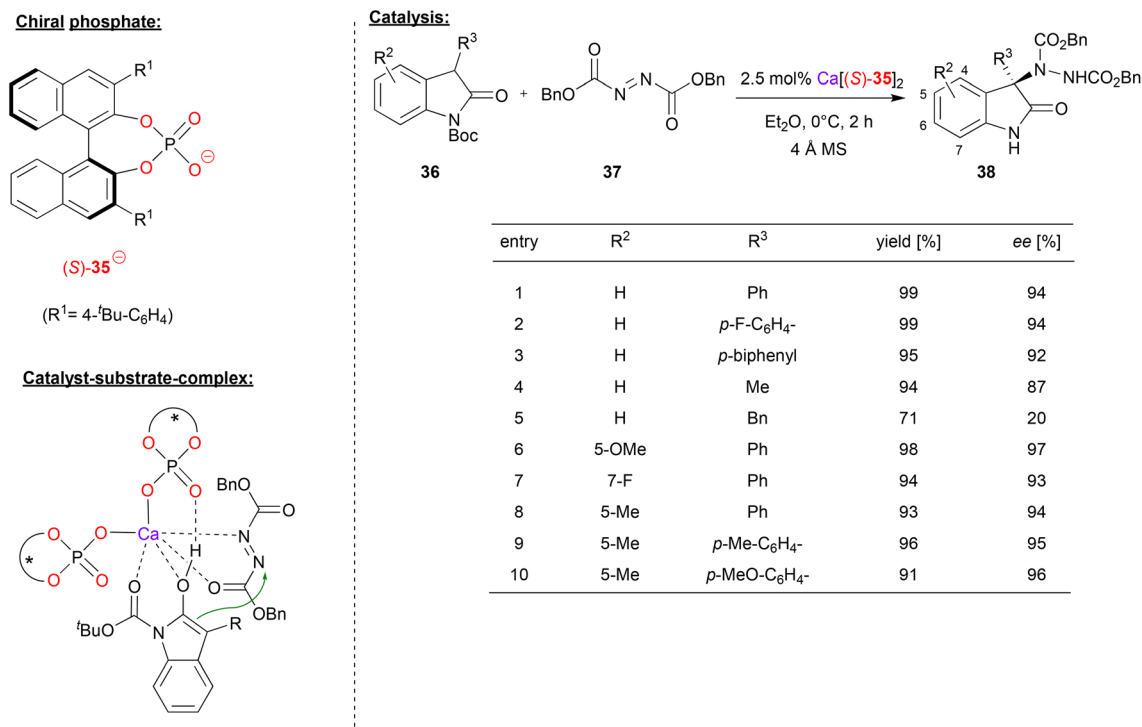 Chiral phosphate:
R1
O
O
P
O
O⊖
R1
(S)-35⊖
(R1= 4-tBu-C6H4)
Catalyst-substrate-complex:
*
O
O
P
O
O
BnO
O
O
O
*
P
O
O
Ca
N
H
N
O
O
O
OBn
tBuO
N
R
Catalysis:
R2
R3
O
N
Boc
36
+
O
BnO
N
N
OBn
O
37
2.5 mol% Ca[(S)-35]2
Et2O, 0°C, 2 h
4 Å MS
CO2Bn
R3
N
NHCO2Bn
R2
4
5
6
7
O
N
H
38
entry R2 R3 yield [%] ee [%]
1 H Ph 99 94
2 H p-F-C6H4- 99 94
3 H p-biphenyl 95 92
4 H Me 94 87
5 H Bn 71 20
6 5-OMe Ph 98 97
7 7-F Ph 94 93
8 5-Me Ph 93 94
9 5-Me p-Me-C6H4- 96 95
10 5-Me p-MeO-C6H4- 91 96